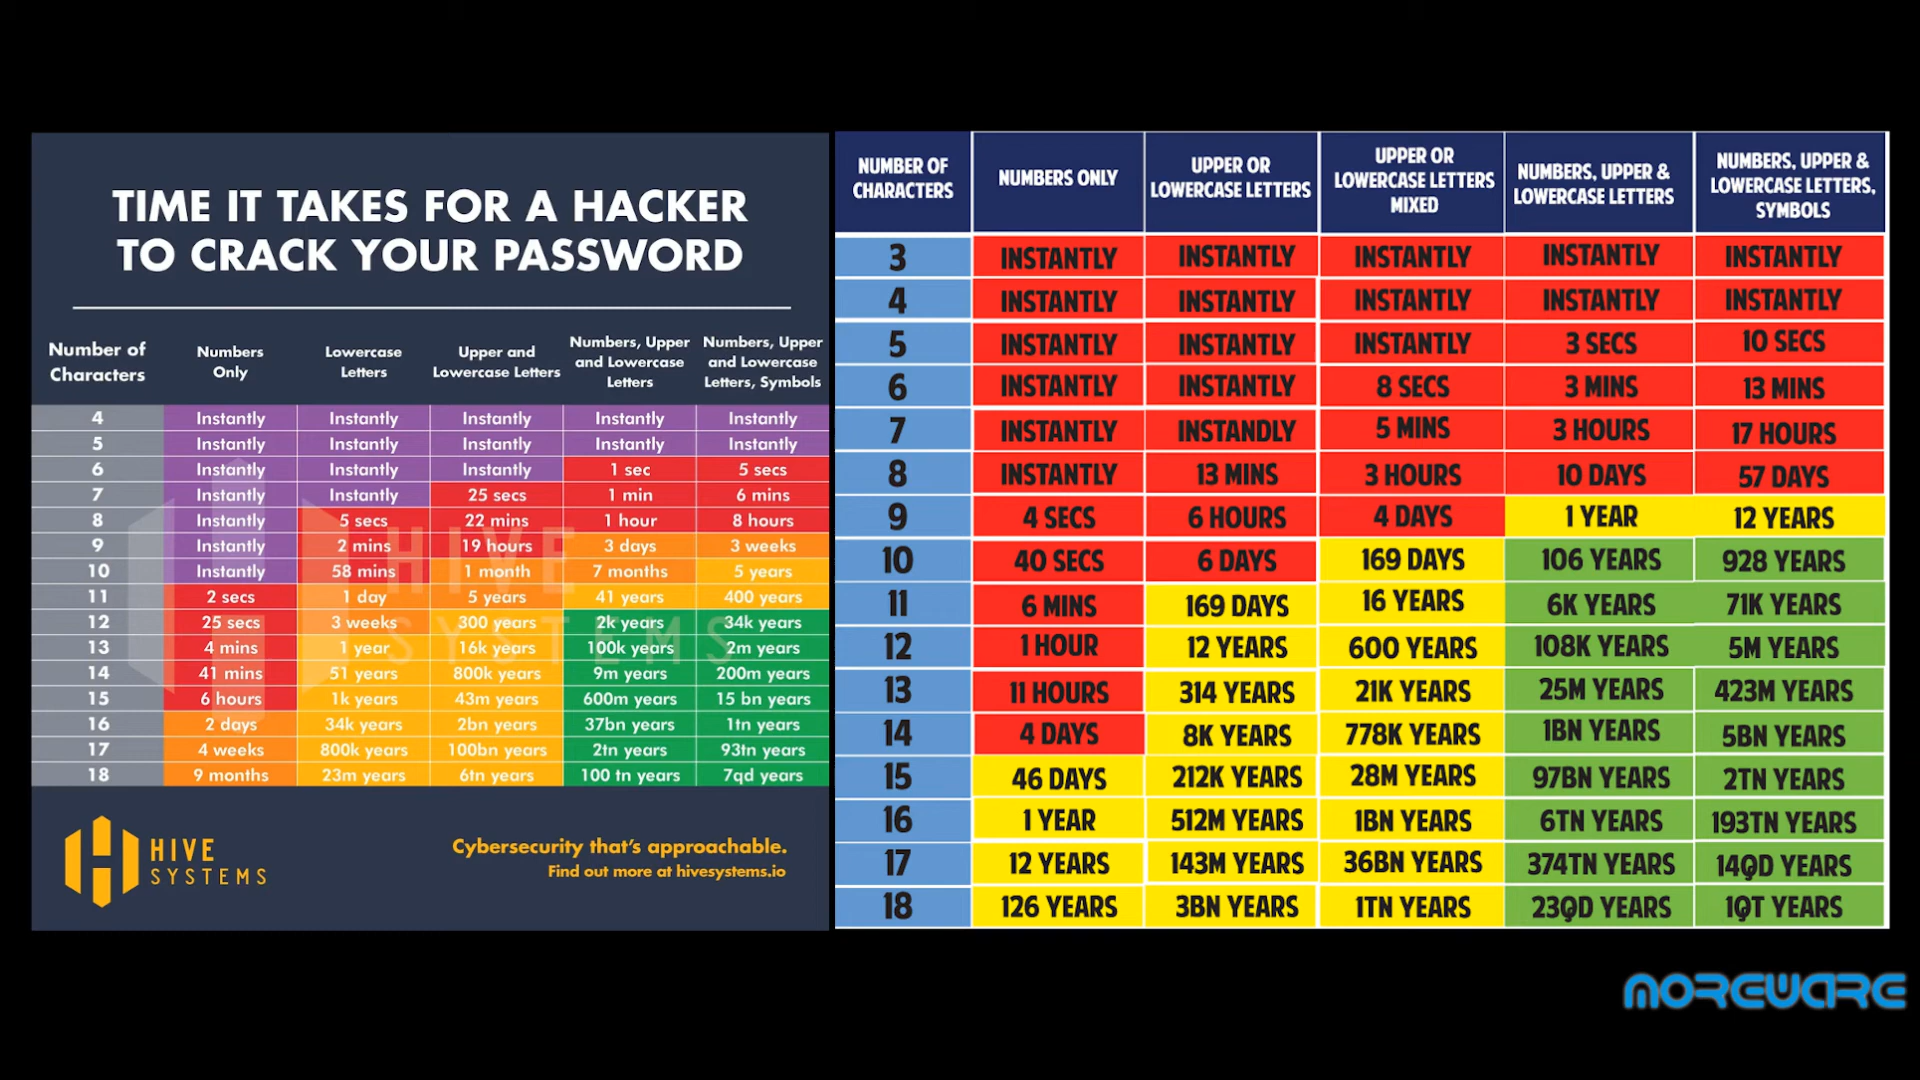 TIME IT TAKES FOR A HACKER
TO CRACK YOUR PASSWORD
Number of Characters | Numbers Only | Lowercase Letters | Upper and Lowercase Letters | Numbers, Upper and Lowercase Letters | Numbers, Upper and Lowercase Letters, Symbols
4 Instantly Instantly Instantly Instantly Instantly
5 Instantly Instantly Instantly Instantly Instantly
6 Instantly Instantly Instantly 1 sec 5 secs
7 Instantly Instantly 25 secs 1 min 6 mins
8 Instantly 5 secs 22 mins 1 hour 8 hours
9 Instantly 2 mins 19 hours 3 days 3 weeks
10 Instantly 58 mins 1 month 7 months 5 years
11 2 secs 1 day 5 years 41 years 400 years
12 25 secs 3 weeks 300 years 2k years 34k years
13 4 mins 1 year 16k years 100k years 2m years
14 41 mins 51 years 800k years 9m years 200m years
15 6 hours 1k years 43m years 600m years 15 bn years
16 2 days 34k years 2bn years 37bn years 1tn years
17 4 weeks 800k years 100bn years 2tn years 93tn years
18 9 months 23m years 6tn years 100 tn years 7qd years
HIVE
SYSTEMS
HIVE
SYSTEMS
Cybersecurity that's approachable.
Find out more at hivesystems.io
NUMBER OF CHARACTERS | NUMBERS ONLY | UPPER OR LOWERCASE LETTERS | UPPER OR LOWERCASE LETTERS MIXED | NUMBERS, UPPER & LOWERCASE LETTERS | NUMBERS, UPPER & LOWERCASE LETTERS, SYMBOLS
3 INSTANTLY INSTANTLY INSTANTLY INSTANTLY INSTANTLY
4 INSTANTLY INSTANTLY INSTANTLY INSTANTLY INSTANTLY
5 INSTANTLY INSTANTLY INSTANTLY 3 SECS 10 SECS
6 INSTANTLY INSTANTLY 8 SECS 3 MINS 13 MINS
7 INSTANTLY INSTANDLY 5 MINS 3 HOURS 17 HOURS
8 INSTANTLY 13 MINS 3 HOURS 10 DAYS 57 DAYS
9 4 SECS 6 HOURS 4 DAYS 1 YEAR 12 YEARS
10 40 SECS 6 DAYS 169 DAYS 106 YEARS 928 YEARS
11 6 MINS 169 DAYS 16 YEARS 6K YEARS 71K YEARS
12 1 HOUR 12 YEARS 600 YEARS 108K YEARS 5M YEARS
13 11 HOURS 314 YEARS 21K YEARS 25M YEARS 423M YEARS
14 4 DAYS 8K YEARS 778K YEARS 1BN YEARS 5BN YEARS
15 46 DAYS 212K YEARS 28M YEARS 97BN YEARS 2TN YEARS
16 1 YEAR 512M YEARS 1BN YEARS 6TN YEARS 193TN YEARS
17 12 YEARS 143M YEARS 36BN YEARS 374TN YEARS 14QD YEARS
18 126 YEARS 3BN YEARS 1TN YEARS 23QD YEARS 1QT YEARS
MOREWARE